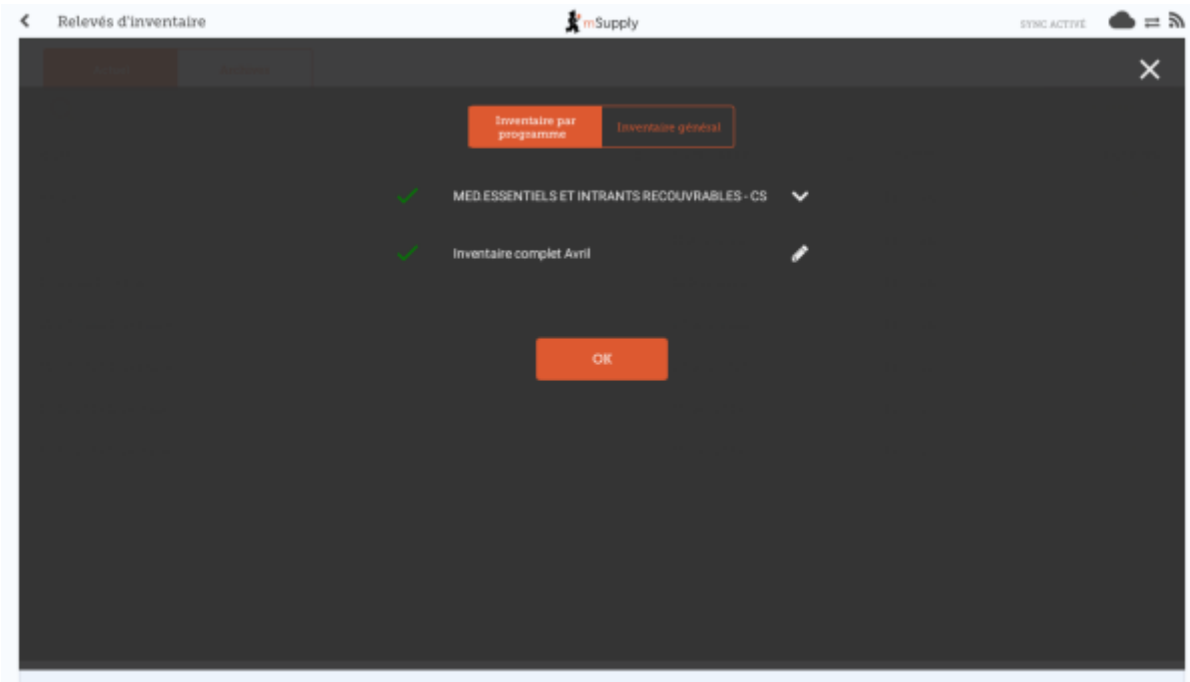 Relevés d'inventaire
mSupply
SYNC ACTIVÉ
Inventaire par
programme
Inventaire général
MED.ESSENTIELS ET INTRANTS RECOUVRABLES - CS
Inventaire complet Avril
OK